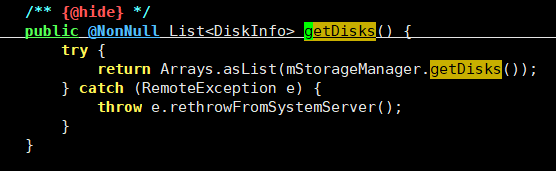 /** {@hide} */
public @NonNull List<DiskInfo> getDisks() {
    try {
        return Arrays.asList(mStorageManager.getDisks());
    } catch (RemoteException e) {
        throw e.rethrowFromSystemServer();
    }
}